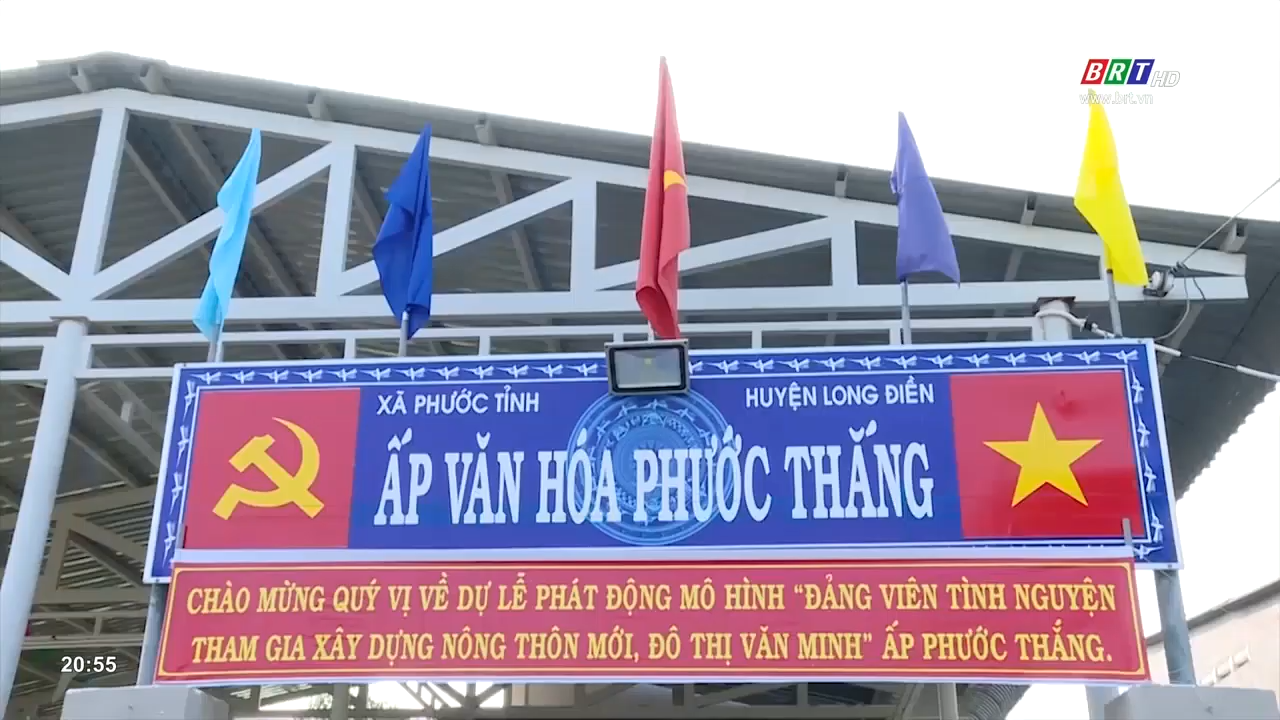 BRT HD
www.brt.vn
XÃ PHƯỚC TỈNH HUYỆN LONG ĐIỀN
ẤP VĂN HÓA PHƯỚC THẮNG
CHÀO MỪNG QUÝ VỊ VỀ DỰ LỄ PHÁT ĐỘNG MÔ HÌNH “ĐẢNG VIÊN TÌNH NGUYỆN
THAM GIA XÂY DỰNG NÔNG THÔN MỚI, ĐÔ THỊ VĂN MINH” ẤP PHƯỚC THẮNG.
20:55